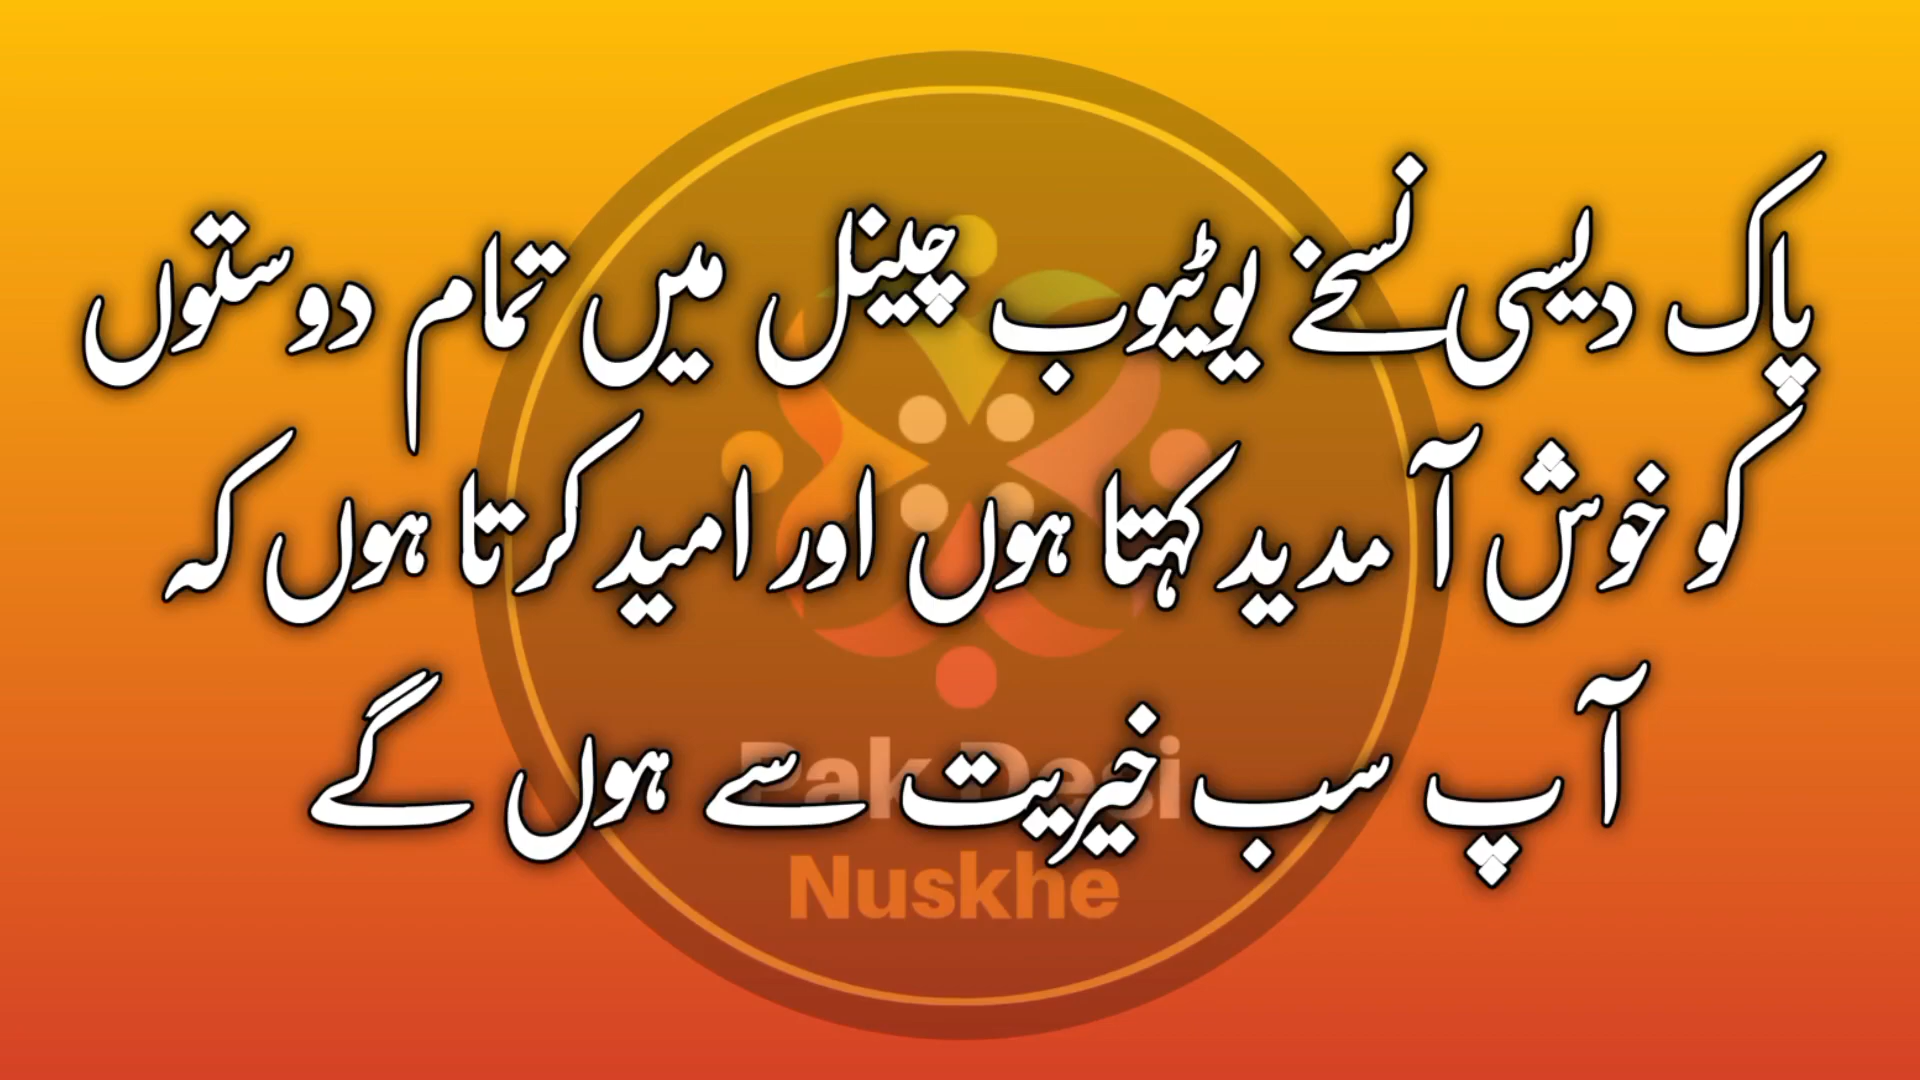 پاک دیسی نسخے یوٹیوب چینل میں تمام دوستوں
کو خوش آمدید کہتا ہوں اور امید کرتا ہوں کہ
آپ سب خیریت سے ہوں گے
Pak Desi
Nuskhe